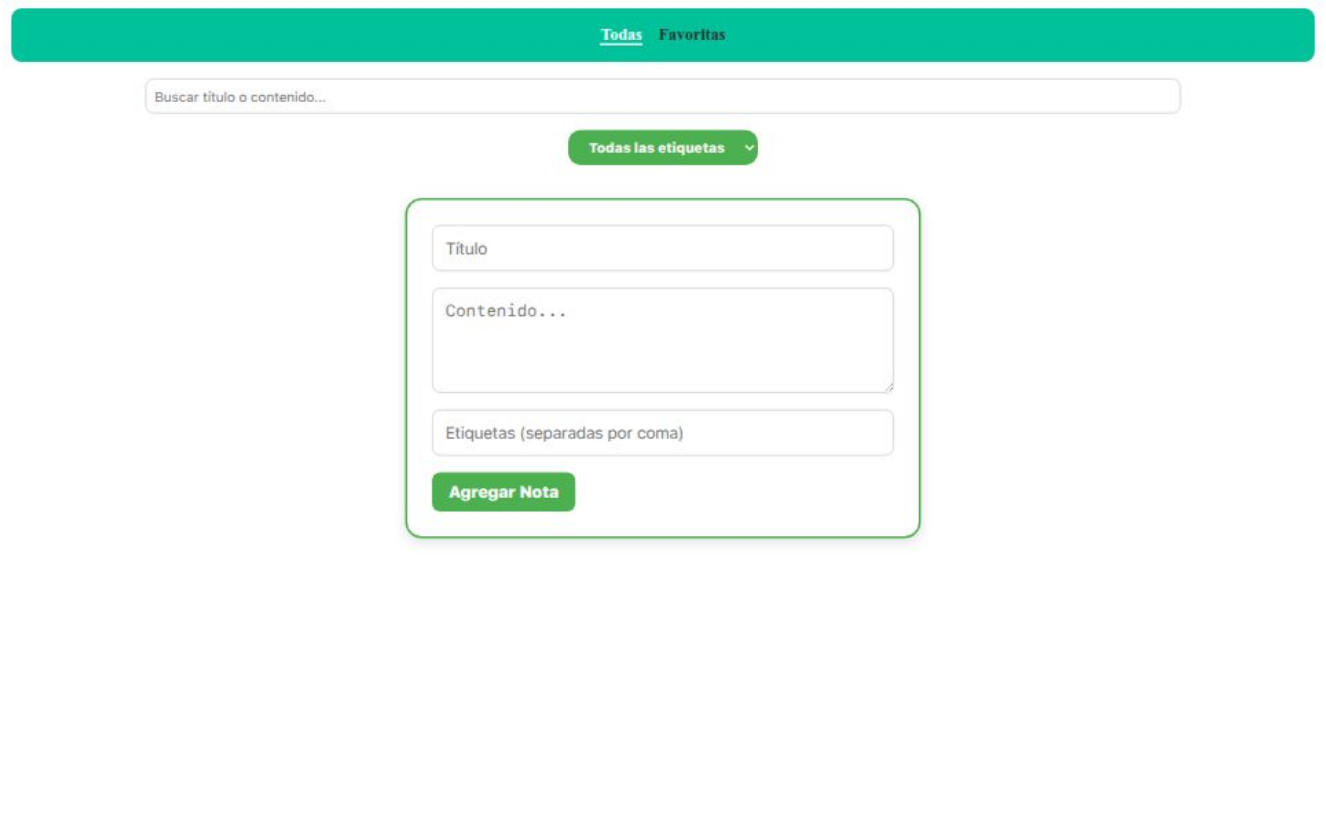 Todas Favoritas
Buscar título o contenido...
Todas las etiquetas
Título
Contenido...
Etiquetas (separadas por coma)
Agregar Nota